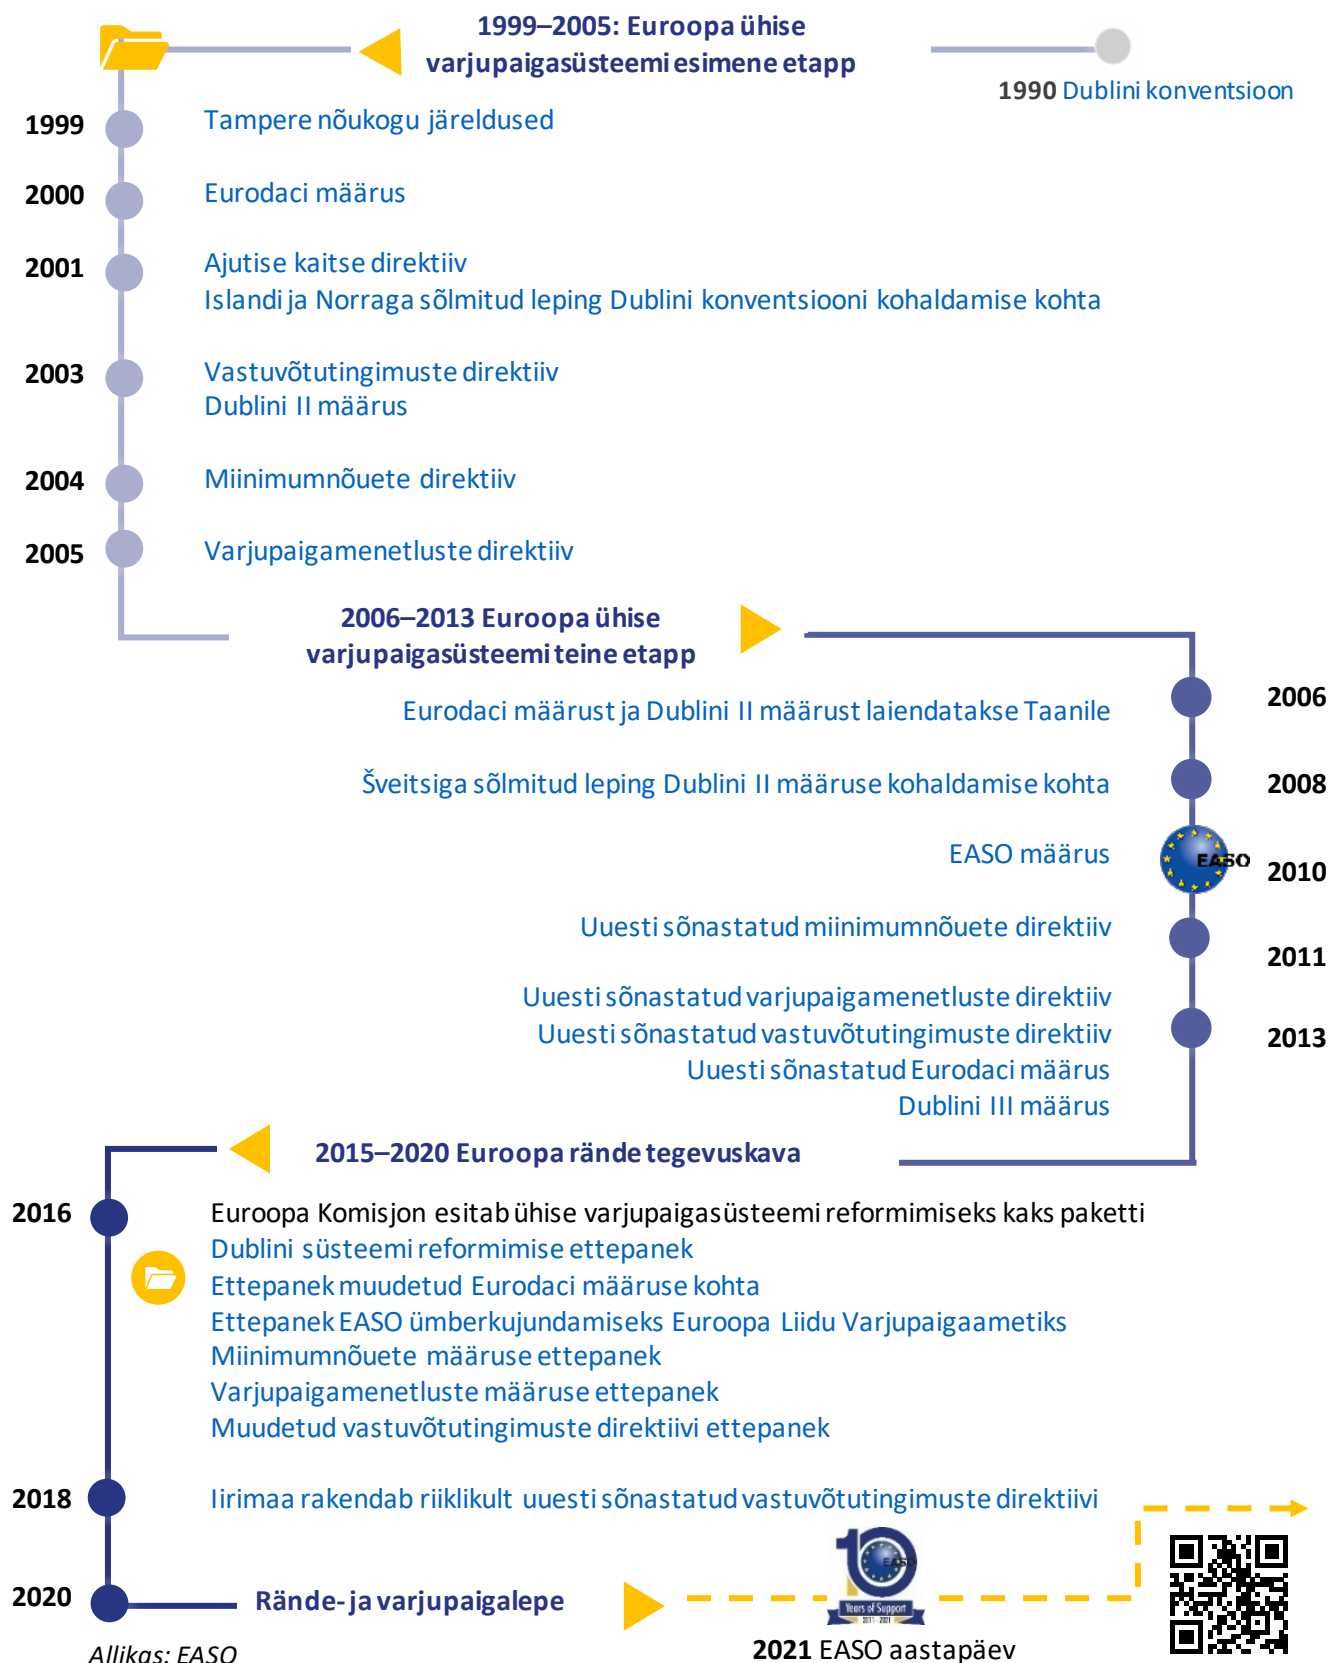 1999–2005: Euroopa ühise
varjupaigasüsteemi esimene etapp
1990 Dublini konventsioon
1999 Tampere nõukogu järeldused
2000 Eurodaci määrus
2001 Ajutise kaitse direktiiv
Islandi ja Norraga sõlmitud leping Dublini konventsiooni kohaldamise kohta
2003 Vastuvõtutingimuste direktiiv
Dublini II määrus
2004 Miinimumnõuete direktiiv
2005 Varjupaigamenetluste direktiiv
2006–2013 Euroopa ühise
varjupaigasüsteemi teine etapp
Eurodaci määrust ja Dublini II määrust laiendatakse Taanile 2006
Šveitsiga sõlmitud leping Dublini II määruse kohaldamise kohta 2008
EASO määrus EASO 2010
Uuesti sõnastatud miinimumnõuete direktiiv 2011
Uuesti sõnastatud varjupaigamenetluste direktiiv
Uuesti sõnastatud vastuvõtutingimuste direktiiv 2013
Uuesti sõnastatud Eurodaci määrus
Dublini III määrus
2015–2020 Euroopa rände tegevuskava
2016 Euroopa Komisjon esitab ühise varjupaigasüsteemi reformimiseks kaks paketti
Dublini süsteemi reformimise ettepanek
Ettepanek muudetud Eurodaci määruse kohta
Ettepanek EASO ümberkujundamiseks Euroopa Liidu Varjupaigaametiks
Miinimumnõuete määruse ettepanek
Varjupaigamenetluste määruse ettepanek
Muudetud vastuvõtutingimuste direktiivi ettepanek
2018 Iirimaa rakendab riiklikult uuesti sõnastatud vastuvõtutingimuste direktiivi
2020 Rände- ja varjupaigalepe
10
EASO
Years of Support
2011 - 2021
2021 EASO aastapäev
Allikas: EASO